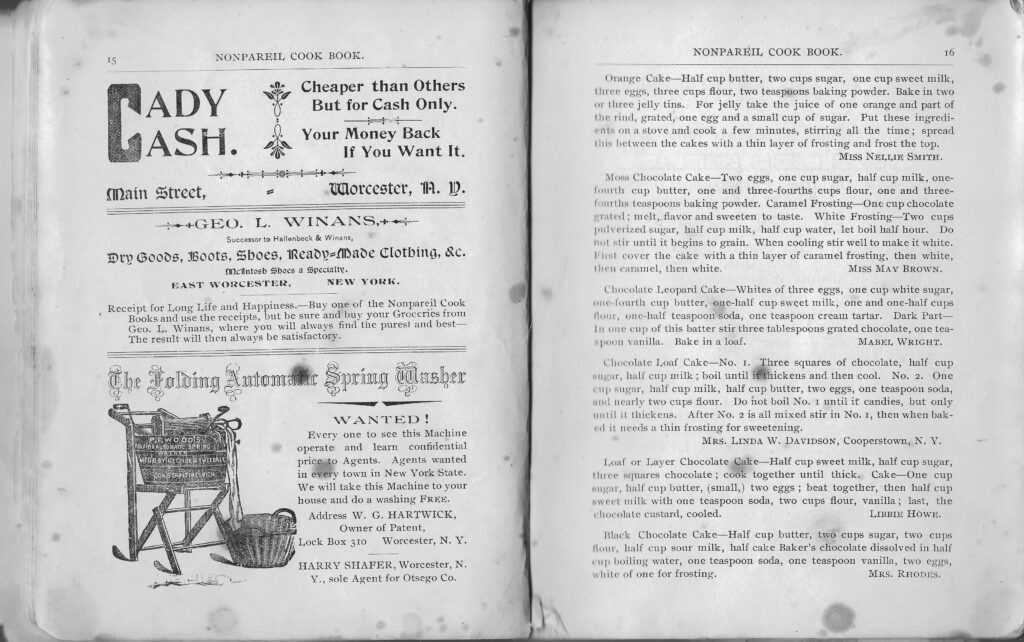 15
NONPAREIL COOK BOOK.
CADY
CASH.
Cheaper than Others
But for Cash Only.
Your Money Back
If You Want It.
Main Street, = Worcester, N. Y.
GEO. L. WINANS,
Successor to Hallenbeck & Winans,
Dry Goods, Boots, Shoes, Ready=Made Clothing, &c.
McIntosh Shoes a Specialty.
EAST WORCESTER, NEW YORK.
Receipt for Long Life and Happiness.—Buy one of the Nonpareil Cook
Books and use the receipts, but be sure and buy your Groceries from
Geo. L. Winans, where you will always find the purest and best—
The result will then always be satisfactory.
The Folding Automatic Spring Washer
P.F. WOOD'S
FOLDING AUTOMATIC SPRING
WASHER
WANTED!
Every one to see this Machine
operate and learn confidential
price to Agents. Agents wanted
in every town in New York State.
We will take this Machine to your
house and do a washing FREE.
Address W. G. HARTWICK,
Owner of Patent,
Lock Box 310 Worcester, N. Y.
HARRY SHAFER, Worcester, N.
Y., sole Agent for Otsego Co.
NONPAREIL COOK BOOK.
16
Orange Cake—Half cup butter, two cups sugar, one cup sweet milk,
three eggs, three cups flour, two teaspoons baking powder. Bake in two
or three jelly tins. For jelly take the juice of one orange and part of
the rind, grated, one egg and a small cup of sugar. Put these ingredi-
ents on a stove and cook a few minutes, stirring all the time; spread
this between the cakes with a thin layer of frosting and frost the top.
MISS NELLIE SMITH.
Moss Chocolate Cake—Two eggs, one cup sugar, half cup milk, one-
fourth cup butter, one and three-fourths cups flour, one and three-
fourths teaspoons baking powder. Caramel Frosting—One cup chocolate
grated; melt, flavor and sweeten to taste. White Frosting—Two cups
pulverized sugar, half cup milk, half cup water, let boil half hour. Do
not stir until it begins to grain. When cooling stir well to make it white.
First cover the cake with a thin layer of caramel frosting, then white,
then caramel, then white. MISS MAY BROWN.
Chocolate Leopard Cake—Whites of three eggs, one cup white sugar,
one-fourth cup butter, one-half cup sweet milk, one and one-half cups
flour, one-half teaspoon soda, one teaspoon cream tartar. Dark Part—
In one cup of this batter stir three tablespoons grated chocolate, one tea-
spoon vanilla. Bake in a loaf. MABEL WRIGHT.
Chocolate Loaf Cake—No. 1. Three squares of chocolate, half cup
sugar, half cup milk; boil until it thickens and then cool. No. 2. One
cup sugar, half cup milk, half cup butter, two eggs, one teaspoon soda,
and nearly two cups flour. Do not boil No. 1 until it candies, but only
until it thickens. After No. 2 is all mixed stir in No. 1, then when bak-
ed it needs a thin frosting for sweetening.
MRS. LINDA W. DAVIDSON, Cooperstown, N. Y.
Loaf or Layer Chocolate Cake—Half cup sweet milk, half cup sugar,
three squares chocolate; cook together until thick. Cake—One cup
sugar, half cup butter, (small,) two eggs; beat together, then half cup
sweet milk with one teaspoon soda, two cups flour, vanilla; last, the
chocolate custard, cooled. LIBBIE HOWE.
Black Chocolate Cake—Half cup butter, two cups sugar, two cups
flour, half cup sour milk, half cake Baker's chocolate dissolved in half
cup boiling water, one teaspoon soda, one teaspoon vanilla, two eggs,
white of one for frosting. MRS. RHODES.